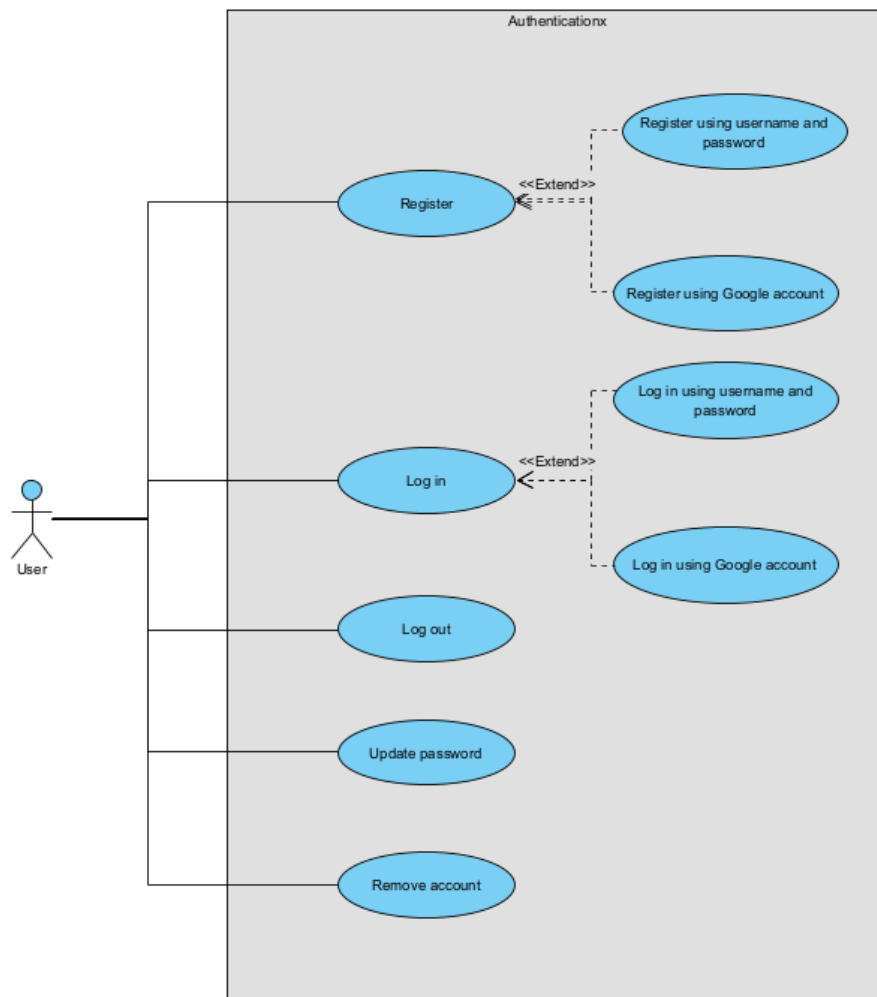 Authenticationx
Register using username and
password
<<Extend>>
Register
Register using Google account
Log in using username and
password
<<Extend>>
Log in
Log in using Google account
User
Log out
Update password
Remove account